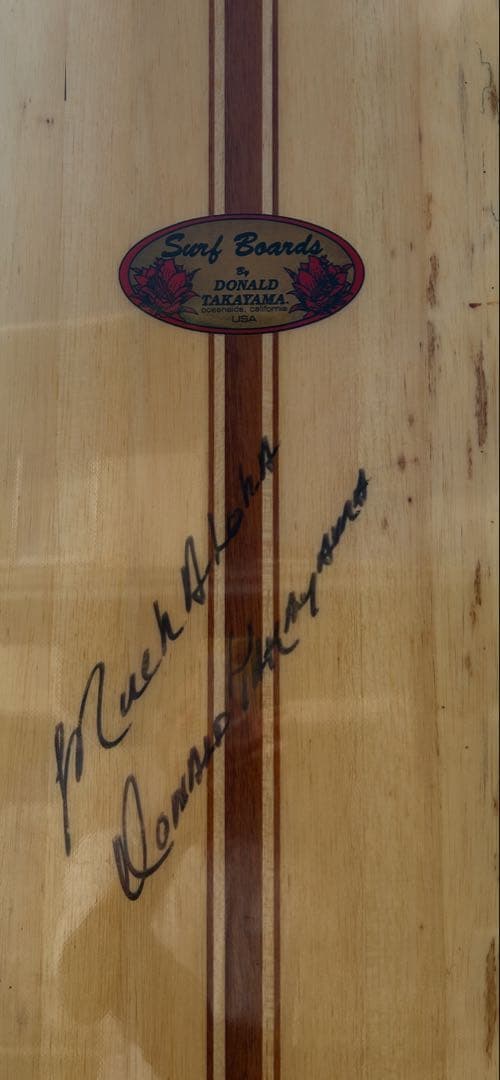 Surf Boards
By
DONALD
TAKAYAMA.
oceanside, california
USA
Much Aloha
Donald Takayama